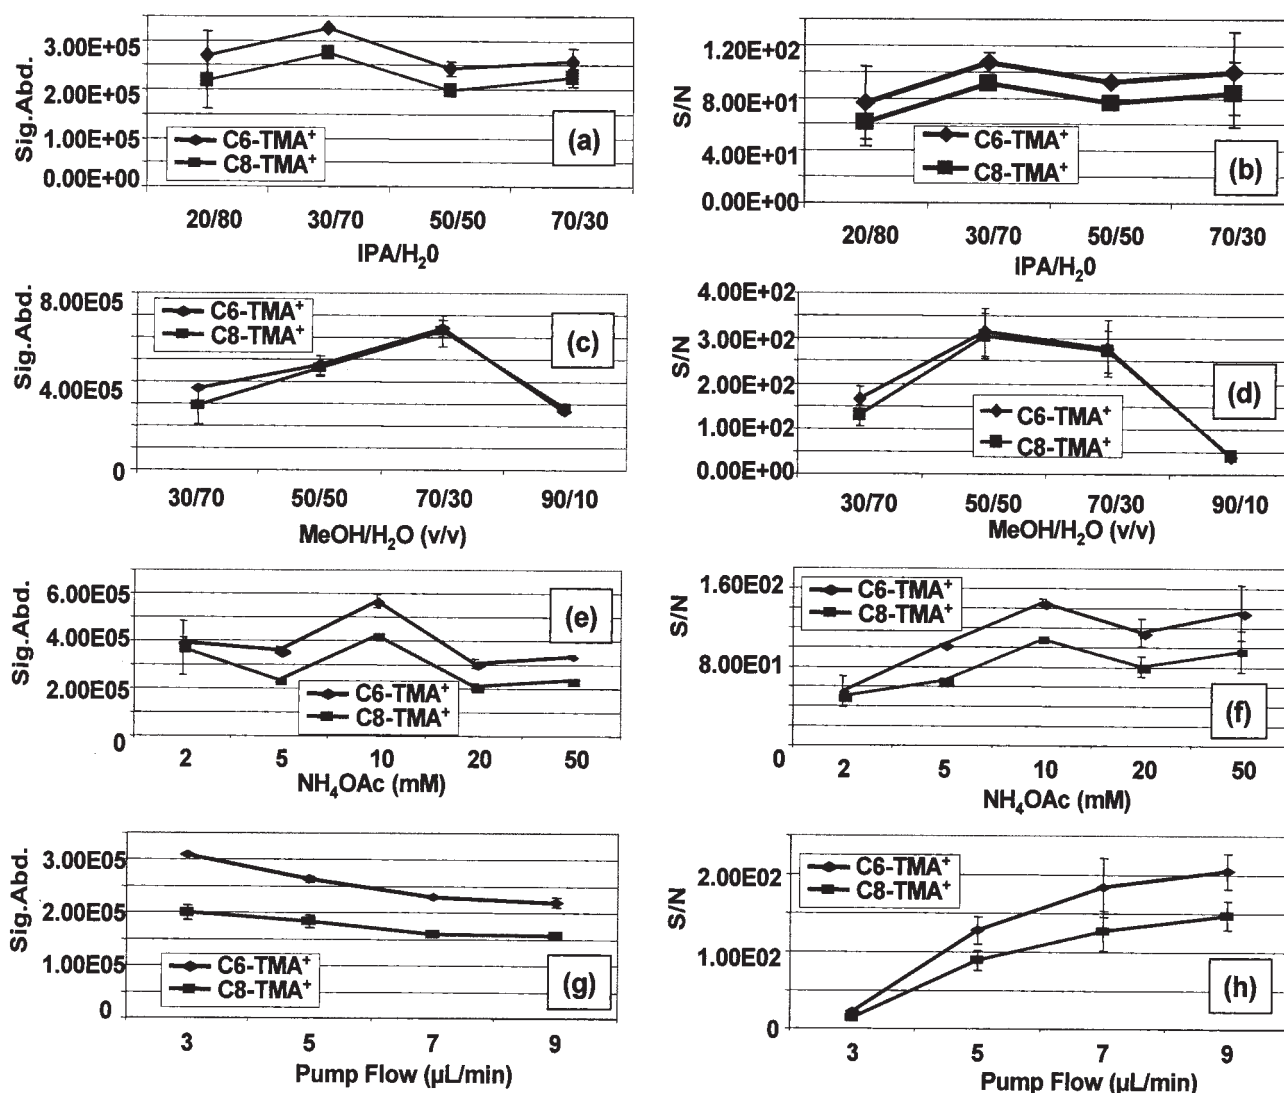 Sig.Abd.
3.00E+05
2.00E+05
1.00E+05
0.00E+00
C6-TMA⁺
C8-TMA⁺
(a)
20/80 30/70 50/50 70/30
IPA/H₂0
S/N
1.20E+02
8.00E+01
4.00E+01
0.00E+00
C6-TMA⁺
C8-TMA⁺
(b)
20/80 30/70 50/50 70/30
IPA/H₂0
Sig.Abd.
8.00E05
4.00E05
0
C6-TMA⁺
C8-TMA⁺
(c)
30/70 50/50 70/30 90/10
MeOH/H₂O (v/v)
S/N
4.00E+02
3.00E+02
2.00E+02
1.00E+02
0.00E+00
C6-TMA⁺
C8-TMA⁺
(d)
30/70 50/50 70/30 90/10
MeOH/H₂O (v/v)
Sig.Abd.
6.00E05
4.00E05
2.00E05
0
C6-TMA⁺
C8-TMA⁺
(e)
2 5 10 20 50
NH₄OAc (mM)
S/N
1.60E02
8.00E01
0
C6-TMA⁺
C8-TMA⁺
(f)
2 5 10 20 50
NH₄OAc (mM)
Sig.Abd.
3.00E05
2.00E05
1.00E05
0
C6-TMA⁺
C8-TMA⁺
(g)
3 5 7 9
Pump Flow (µL/min)
S/N
2.00E02
1.00E02
0
C6-TMA⁺
C8-TMA⁺
(h)
3 5 7 9
Pump Flow (µL/min)